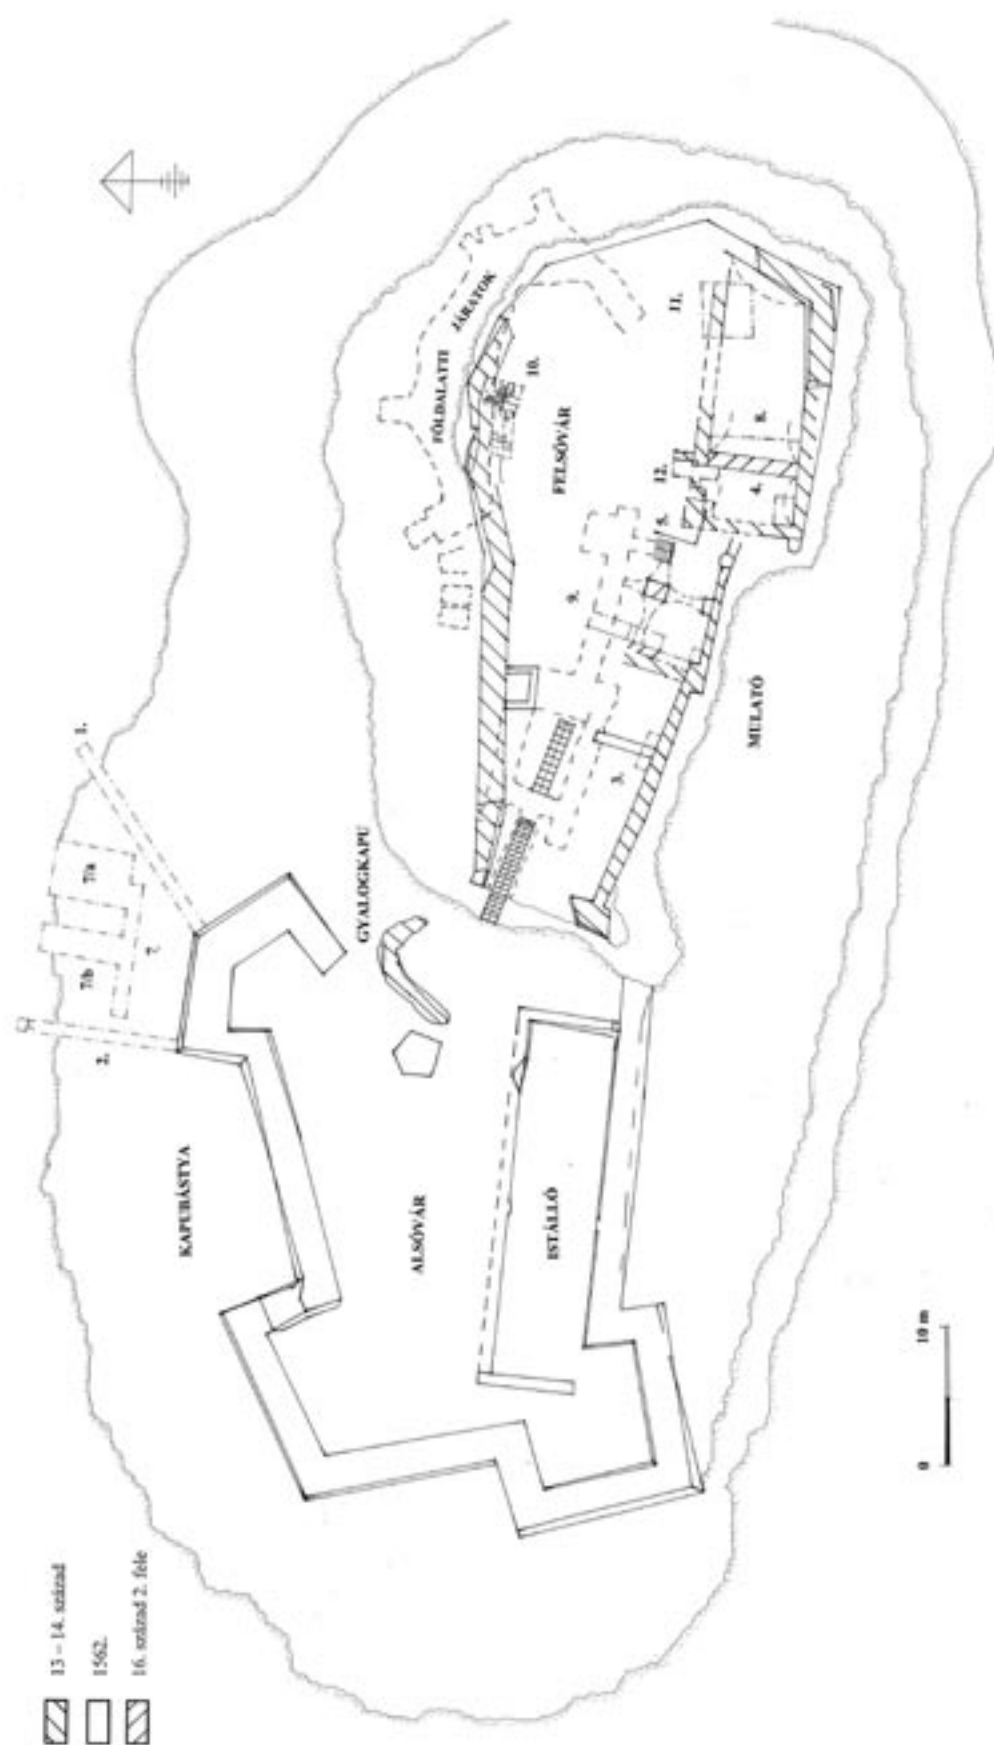 13 – 14. század
1562.
16. század 2. fele
KAPUBÁSTYA
ALSÓVÁR
ISTÁLLÓ
GYALOGKAPU
FÖLDALATTI
JÁRATOK
FELSŐVÁR
MULATÓ
1.
2.
3.
4.
5.
7.
7/a
7/b
8.
9.
10.
11.
12.
0
10 m